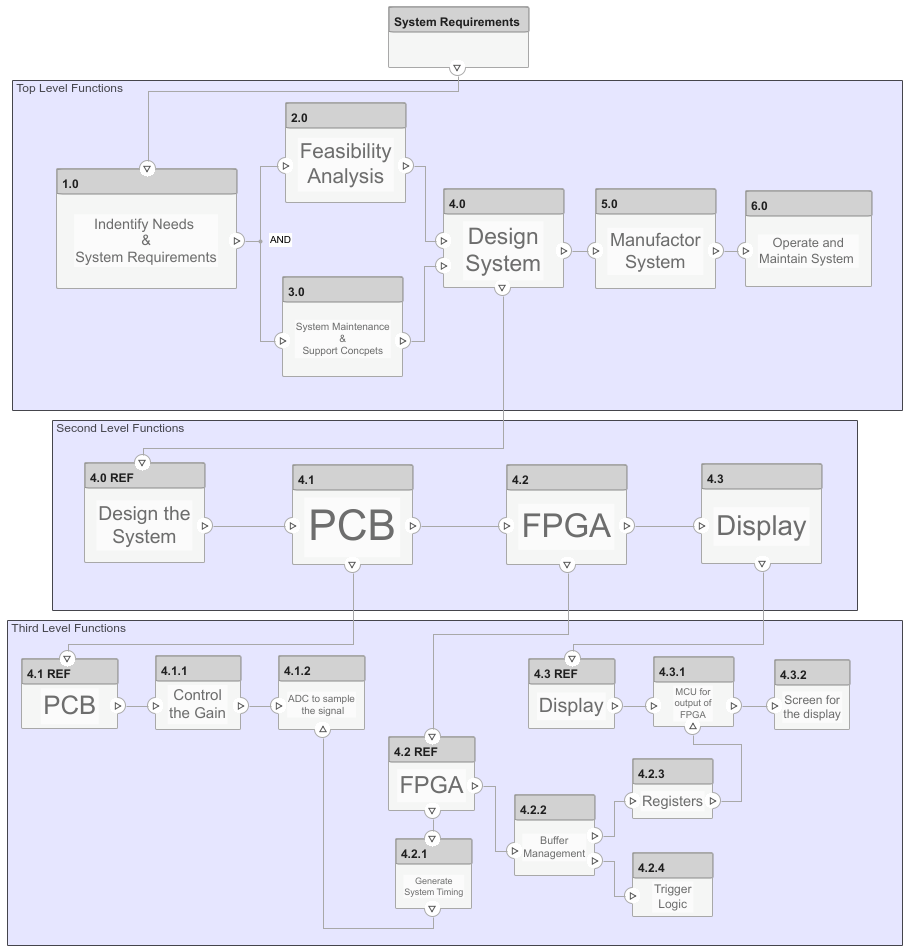 System Requirements
Top Level Functions
1.0
Indentify Needs
&
System Requirements
AND
2.0
Feasibility
Analysis
3.0
System Maintenance
&
Support Concpets
4.0
Design
System
5.0
Manufactor
System
6.0
Operate and
Maintain System
Second Level Functions
4.0 REF
Design the
System
4.1
PCB
4.2
FPGA
4.3
Display
Third Level Functions
4.1 REF
PCB
4.1.1
Control
the Gain
4.1.2
ADC to sample
the signal
4.2 REF
FPGA
4.2.1
Generate
System Timing
4.2.2
Buffer
Management
4.2.3
Registers
4.2.4
Trigger
Logic
4.3 REF
Display
4.3.1
MCU for
output of
FPGA
4.3.2
Screen for
the display